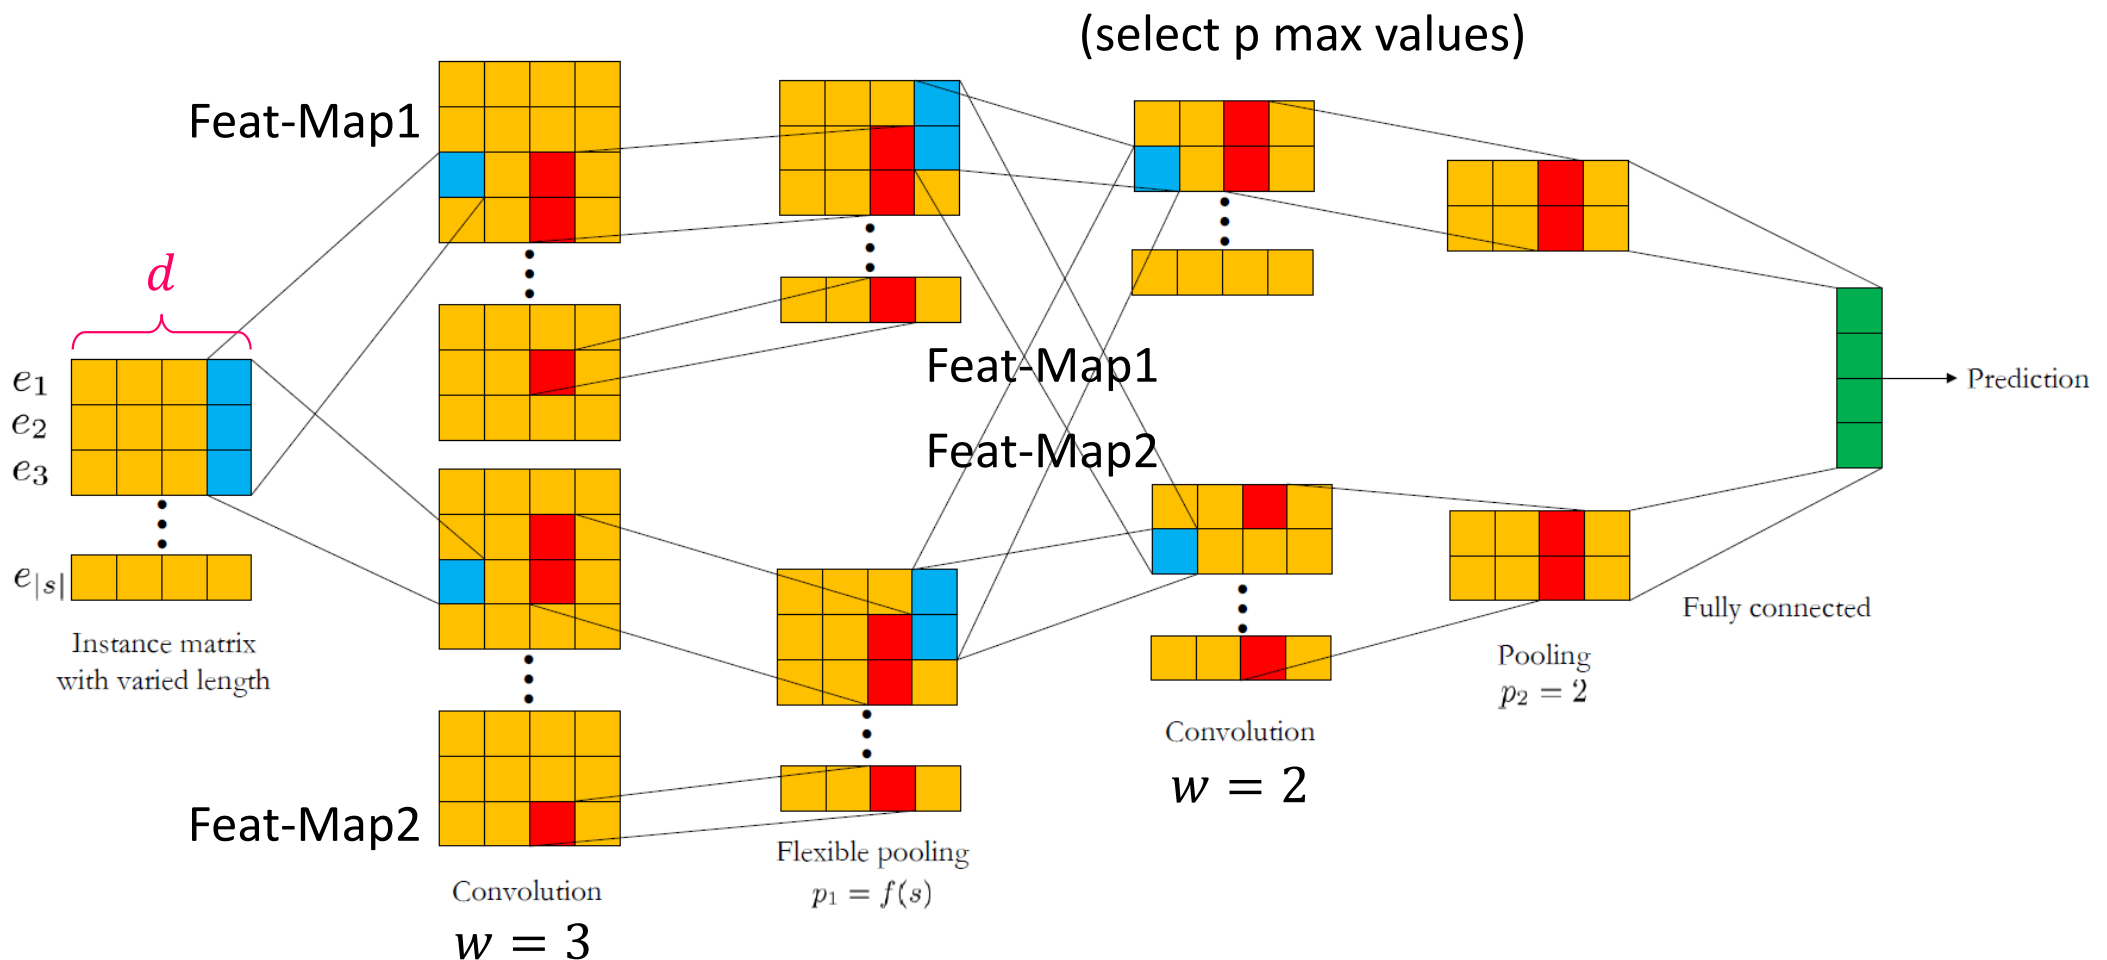 (select p max values)
Feat-Map1
d
e₁
e₂
e₃
e|s|
Instance matrix
with varied length
Feat-Map2
Convolution
w = 3
Flexible pooling
p₁ = f(s)
Feat-Map1
Feat-Map2
Convolution
w = 2
Pooling
p₂ = 2
Fully connected
Prediction